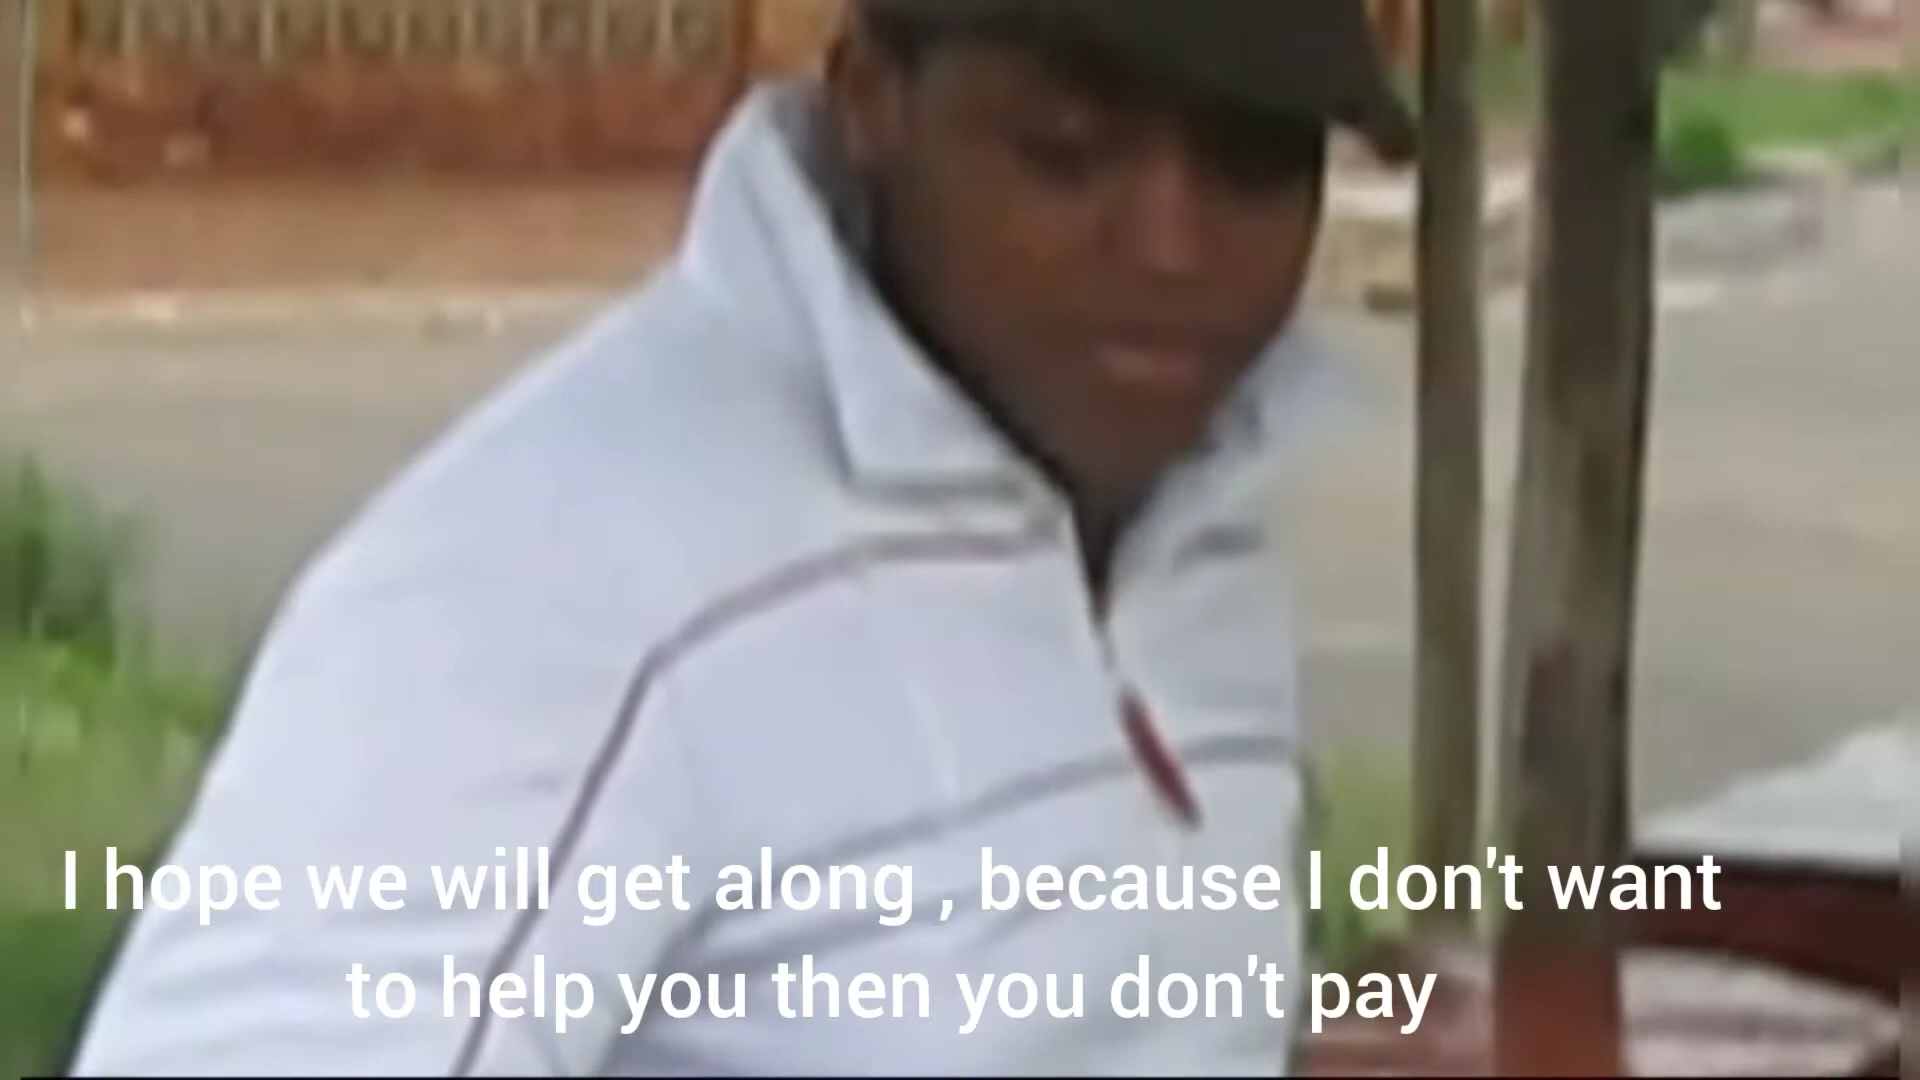 I hope we will get along , because I don't want
to help you then you don't pay